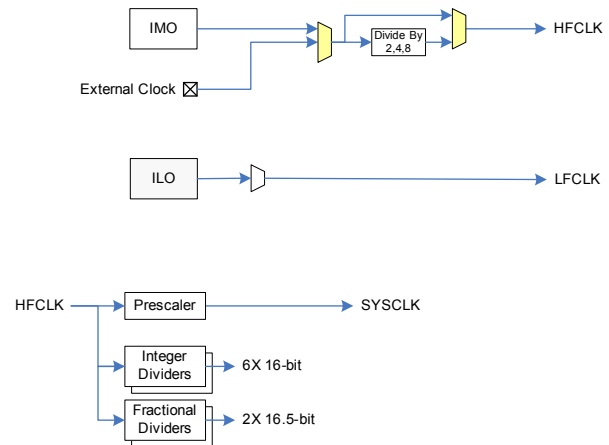 IMO
Divide By
2,4,8
HFCLK
External Clock
ILO
LFCLK
HFCLK
Prescaler
SYSCLK
Integer
Dividers
6X 16-bit
Fractional
Dividers
2X 16.5-bit